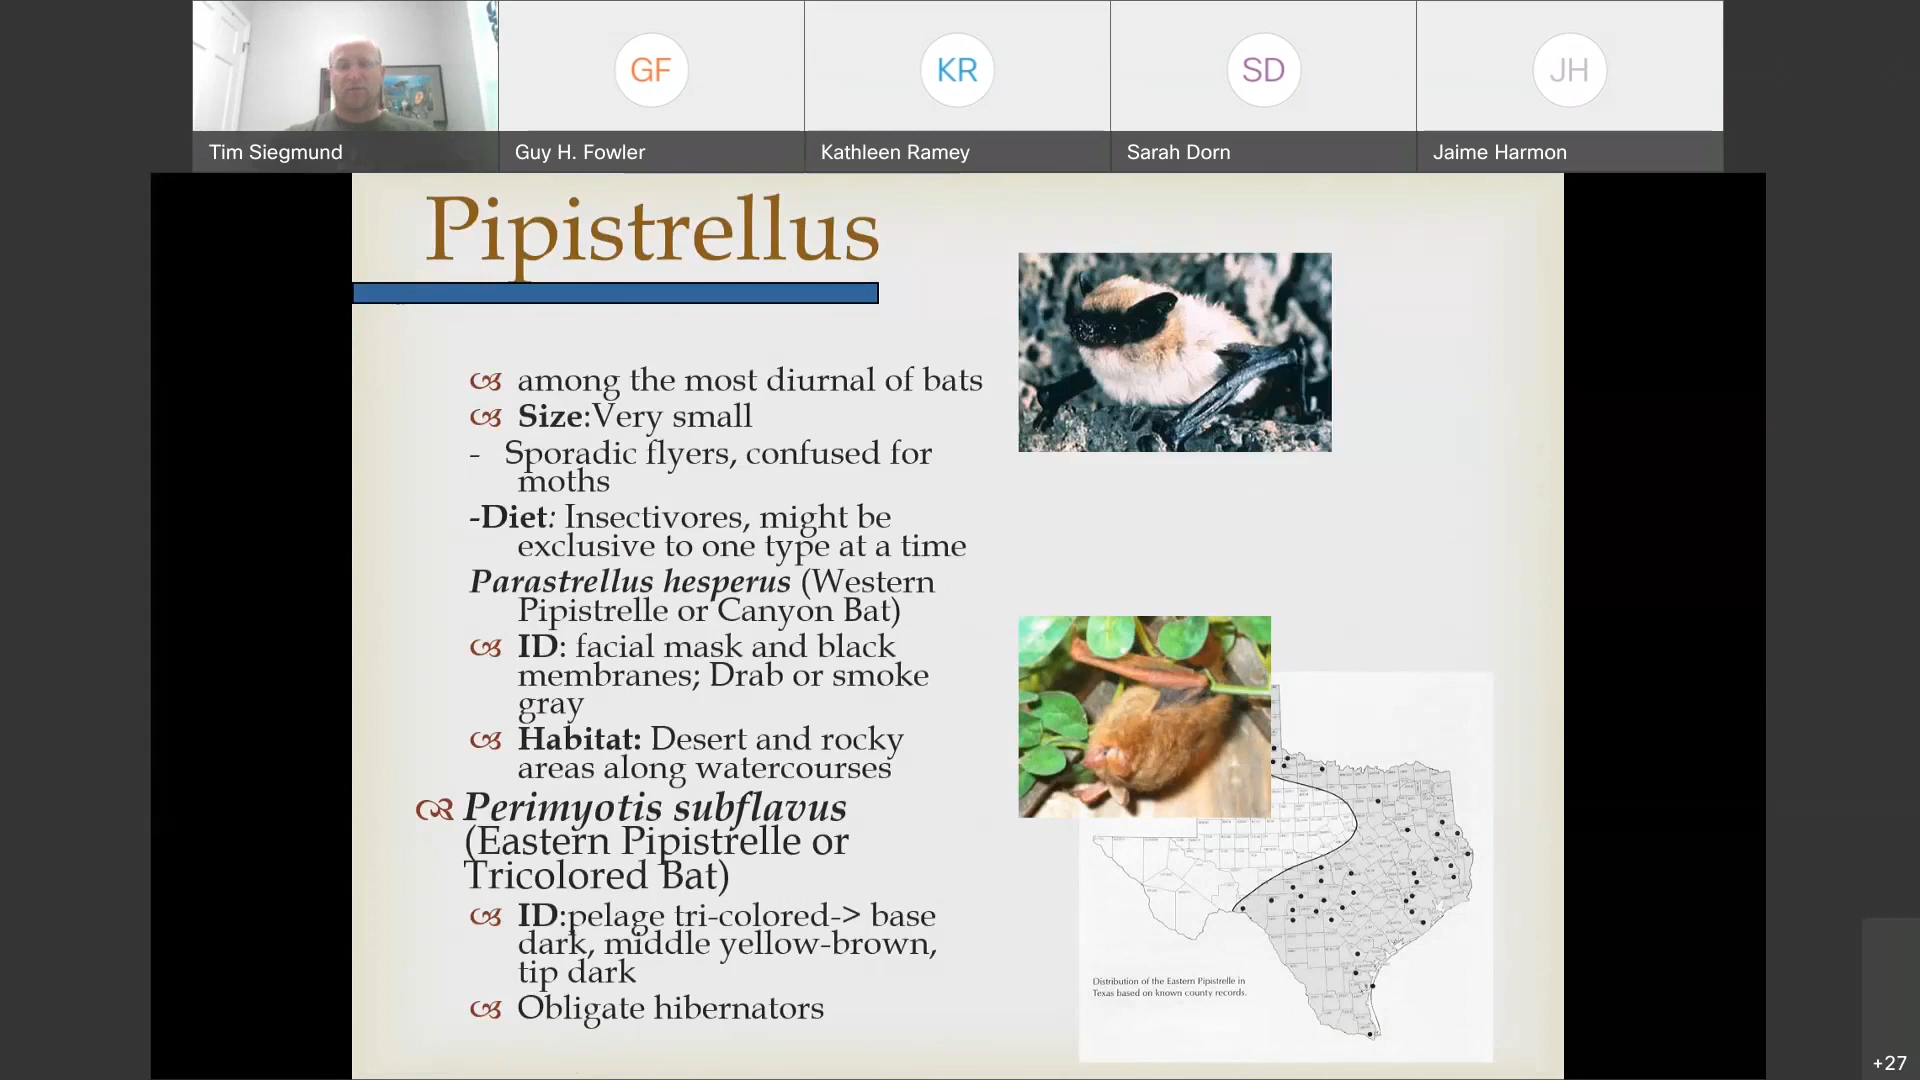 GF
KR
SD
JH
Tim Siegmund
Guy H. Fowler
Kathleen Ramey
Sarah Dorn
Jaime Harmon
Pipistrellus
among the most diurnal of bats
Size:Very small
- Sporadic flyers, confused for
moths
-Diet: Insectivores, might be
exclusive to one type at a time
Parastrellus hesperus (Western
Pipistrelle or Canyon Bat)
ID: facial mask and black
membranes; Drab or smoke
gray
Habitat: Desert and rocky
areas along watercourses
Perimyotis subflavus
(Eastern Pipistrelle or
Tricolored Bat)
ID:pelage tri-colored-> base
dark, middle yellow-brown,
tip dark
Obligate hibernators
Distribution of the Eastern Pipistrelle in
Texas based on known county records.
+27